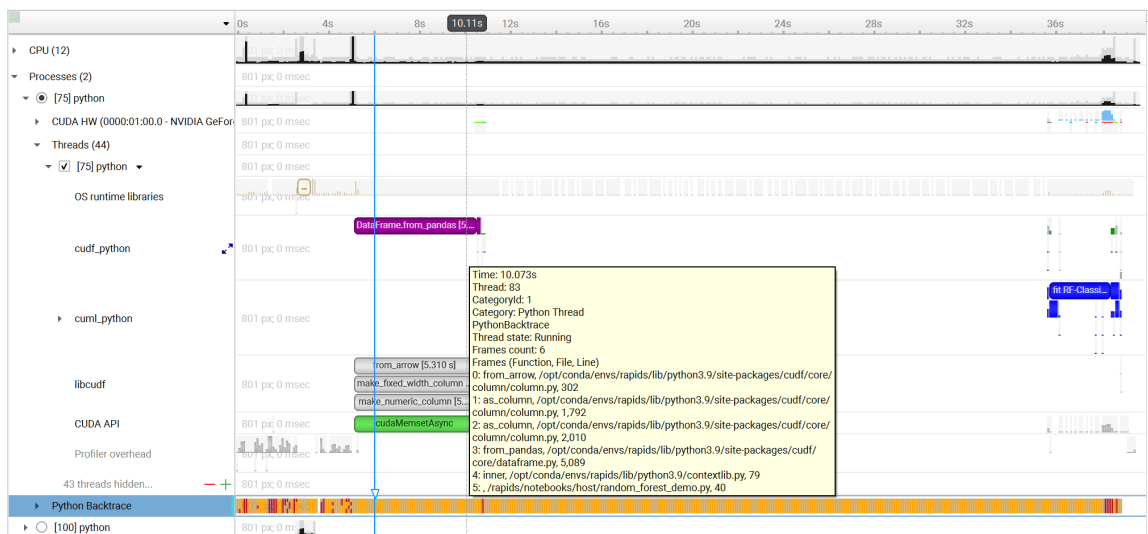 0s 4s 8s 10.11s 12s 16s 20s 24s 28s 32s 36s
CPU (12)
Processes (2)
801 px; 0 msec
[75] python
CUDA HW (0000:01:00.0 - NVIDIA GeFor
801 px; 0 msec
Threads (44)
801 px; 0 msec
[75] python
801 px; 0 msec
...
OS runtime libraries
DataFrame.from_pandas [5....
cudf_python
801 px; 0 msec
Time: 10.073s
Thread: 83
CategoryId: 1
Category: Python Thread
PythonBacktrace
Thread state: Running
Frames count: 6
Frames (Function, File, Line)
0: from_arrow, /opt/conda/envs/rapids/lib/python3.9/site-packages/cudf/core/
column/column.py, 302
1: as_column, /opt/conda/envs/rapids/lib/python3.9/site-packages/cudf/core/
column/column.py, 1,792
2: as_column, /opt/conda/envs/rapids/lib/python3.9/site-packages/cudf/core/
column/column.py, 2,010
3: from_pandas, /opt/conda/envs/rapids/lib/python3.9/site-packages/cudf/
core/dataframe.py, 5,089
4: inner, /opt/conda/envs/rapids/lib/python3.9/contextlib.py, 79
5: , /rapids/notebooks/host/random_forest_demo.py, 40
fit RF-Classi...
cuml_python
801 px; 0 msec
from_arrow [5.310 s]
libcudf
801 px; 0 msec
make_fixed_width_column ...
make_numeric_column [5....
CUDA API
801 px; 0 msec
cudaMemsetAsync
Profiler overhead
43 threads hidden...
801 px; 0 msec
Python Backtrace
[100] python
801 px; 0 m